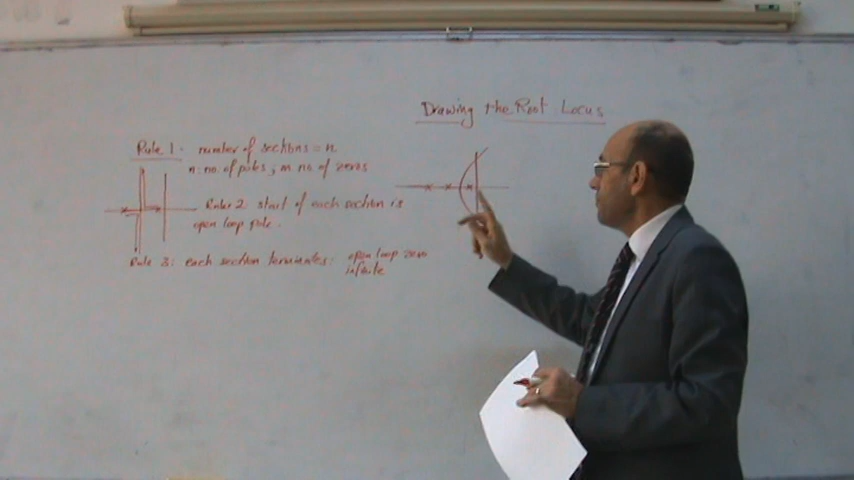 Drawing the Root Locus
Rule 1: number of sections = n
n: no. of poles, m no. of zeros
Rule 2: start of each section is
open loop pole.
Rule 3: each section terminates: open loop zero
infinite